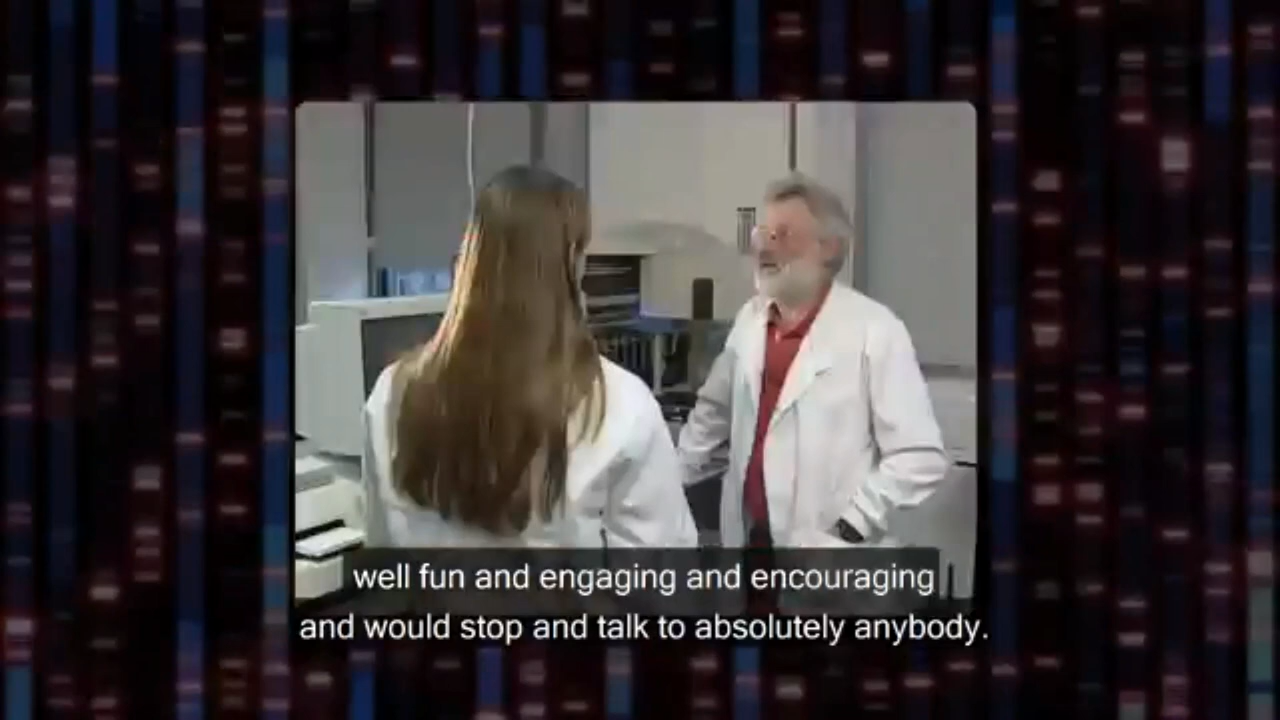 well fun and engaging and encouraging
and would stop and talk to absolutely anybody.